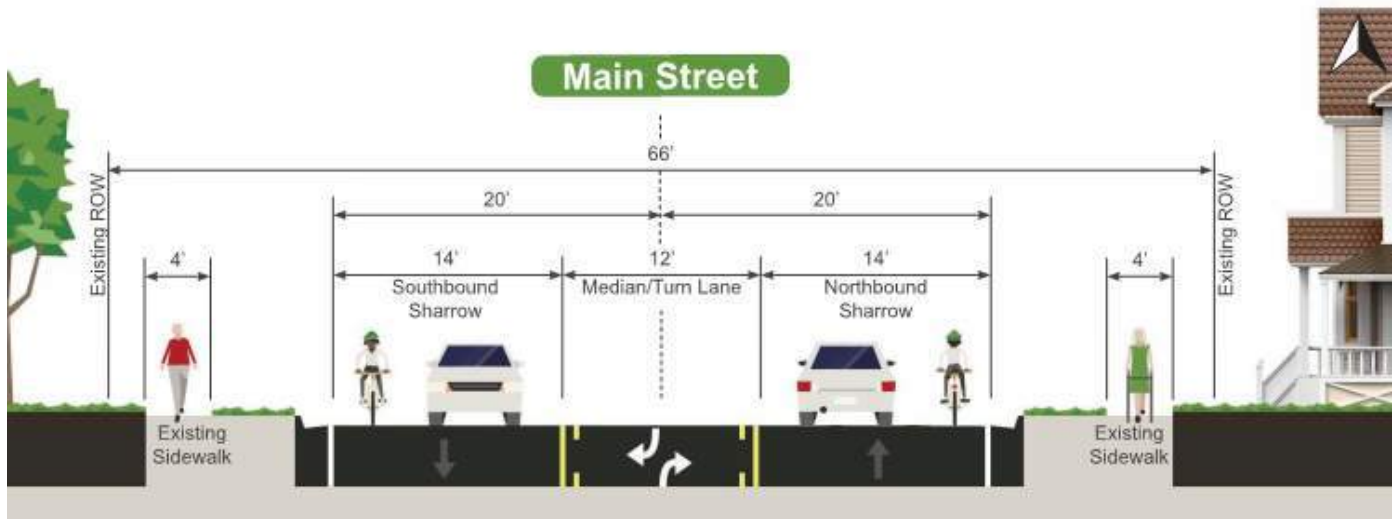 Main Street
66'
20'
20'
Existing ROW
Existing ROW
4'
14'
12'
14'
4'
Southbound
Sharrow
Median/Turn Lane
Northbound
Sharrow
Existing
Sidewalk
Existing
Sidewalk